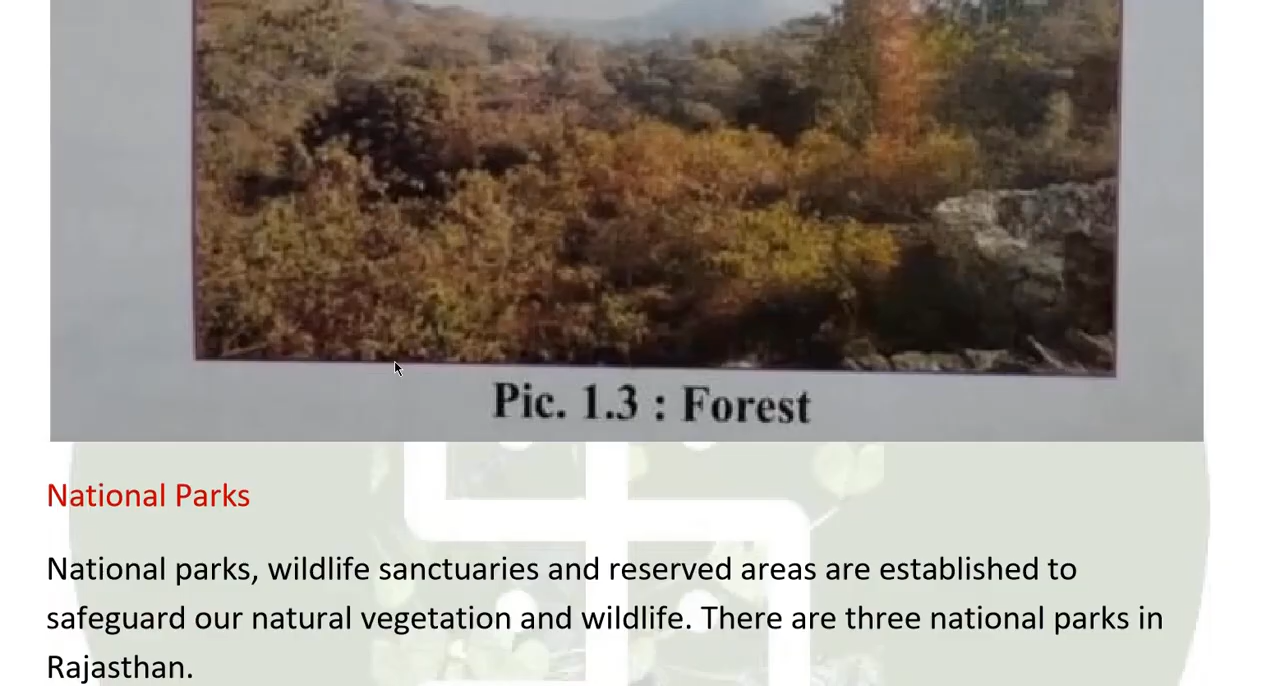 Pic. 1.3 : Forest
National Parks
National parks, wildlife sanctuaries and reserved areas are established to
safeguard our natural vegetation and wildlife. There are three national parks in
Rajasthan.